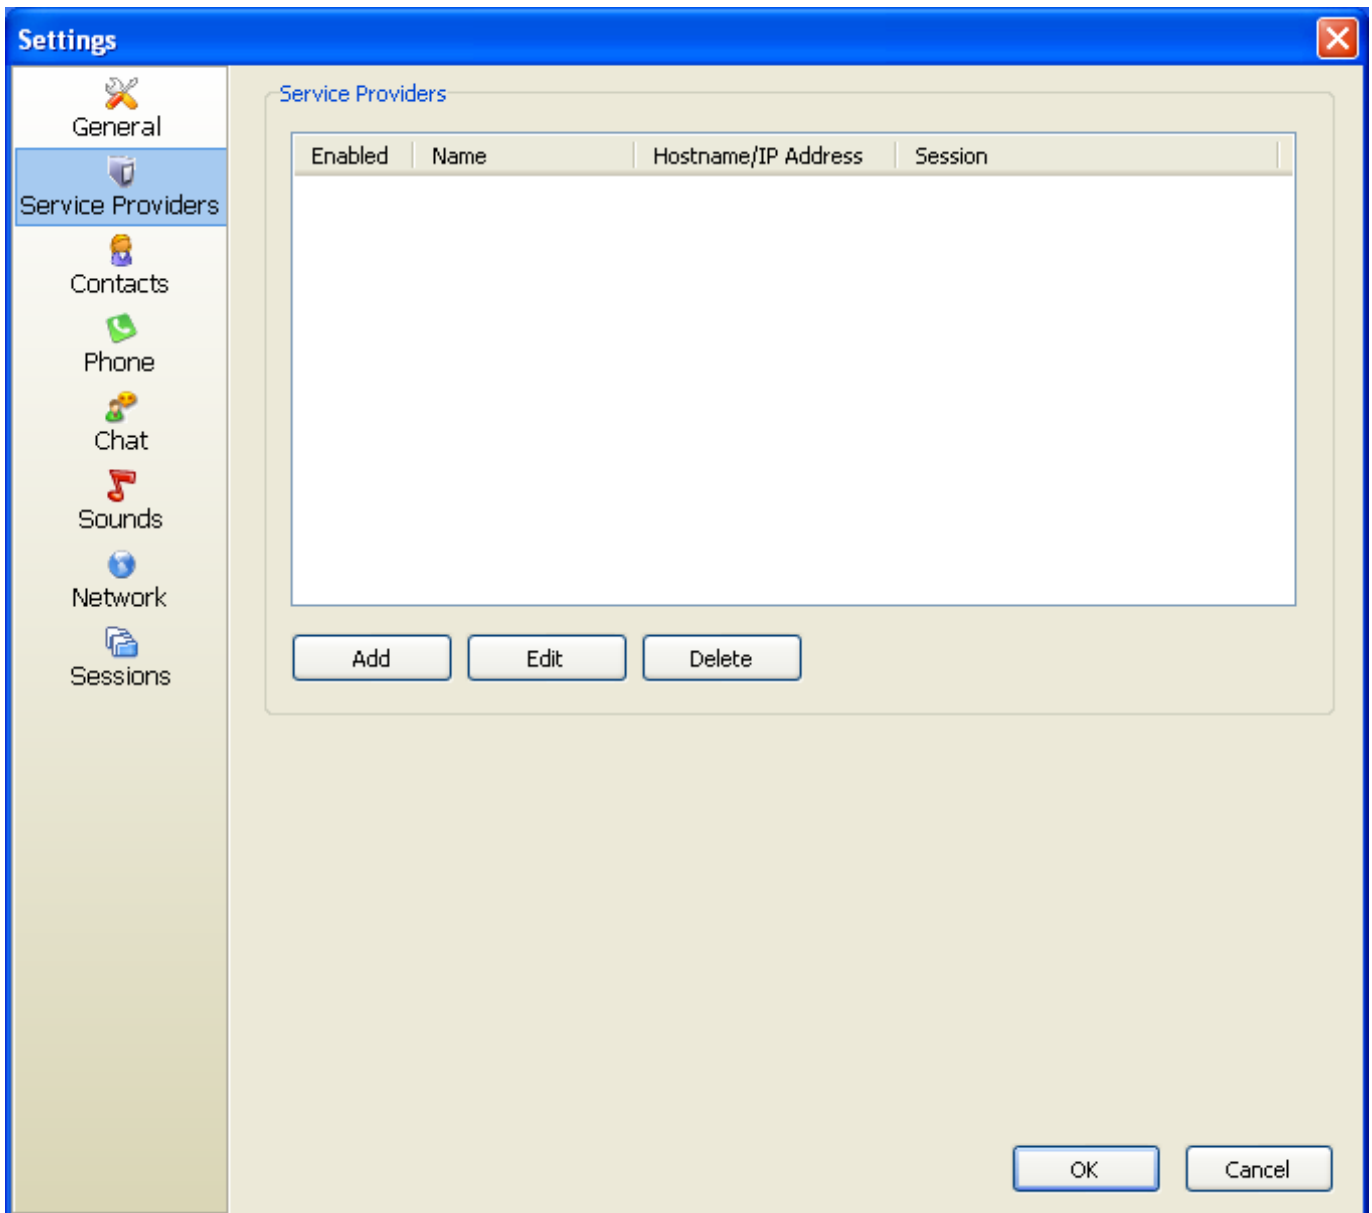 Settings
General
Service Providers
Contacts
Phone
Chat
Sounds
Network
Sessions
Service Providers
Enabled Name Hostname/IP Address Session
Add Edit Delete
OK Cancel